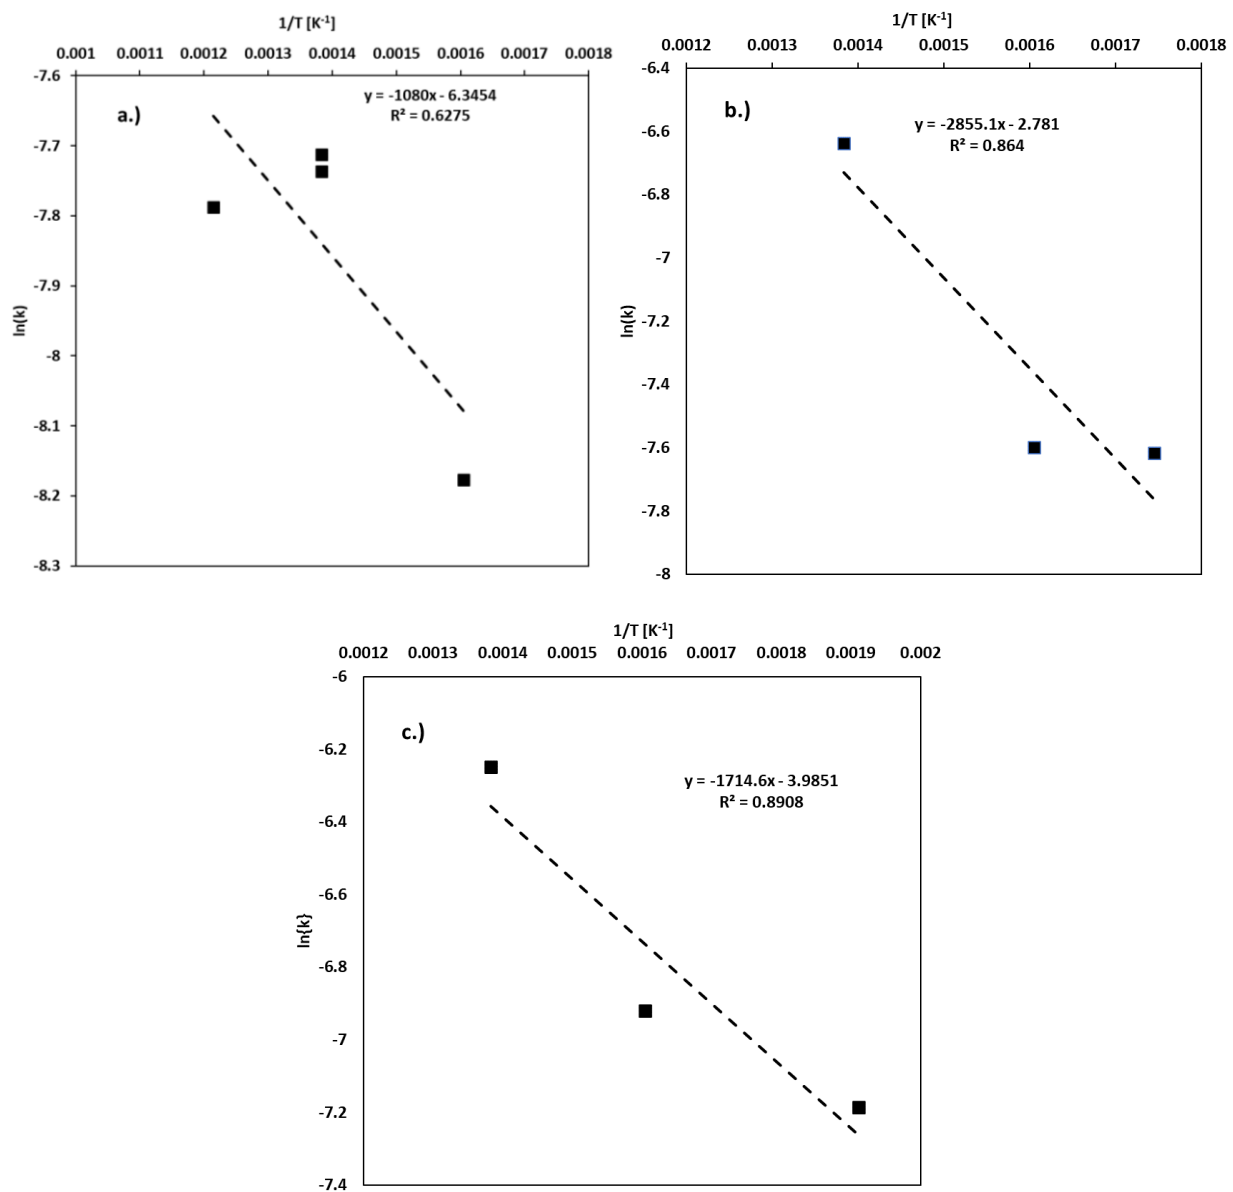 1/T [K-1]
0.001 0.0011 0.0012 0.0013 0.0014 0.0015 0.0016 0.0017 0.0018
-7.6
-7.7
-7.8
-7.9
-8
-8.1
-8.2
-8.3
ln(k)
a.)
y = -1080x - 6.3454
R² = 0.6275
1/T [K-1]
0.0012 0.0013 0.0014 0.0015 0.0016 0.0017 0.0018
-6.4
-6.6
-6.8
-7
-7.2
-7.4
-7.6
-7.8
-8
ln(k)
b.)
y = -2855.1x - 2.781
R² = 0.864
1/T [K-1]
0.0012 0.0013 0.0014 0.0015 0.0016 0.0017 0.0018 0.0019 0.002
-6
-6.2
-6.4
-6.6
-6.8
-7
-7.2
-7.4
ln{k}
c.)
y = -1714.6x - 3.9851
R² = 0.8908